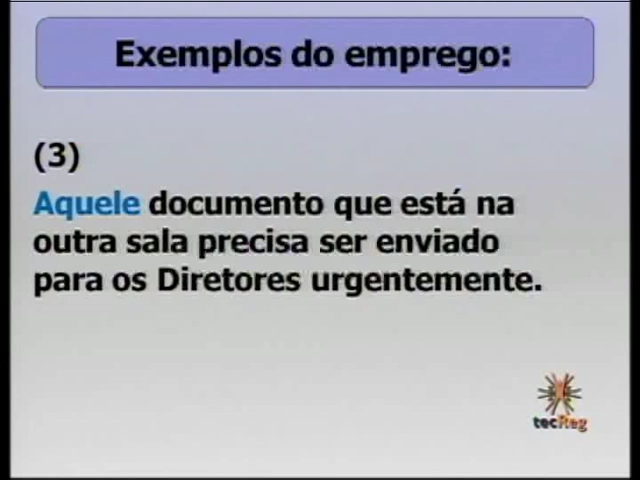 Exemplos do emprego:
(3)
Aquele documento que está na
outra sala precisa ser enviado
para os Diretores urgentemente.
tecReg